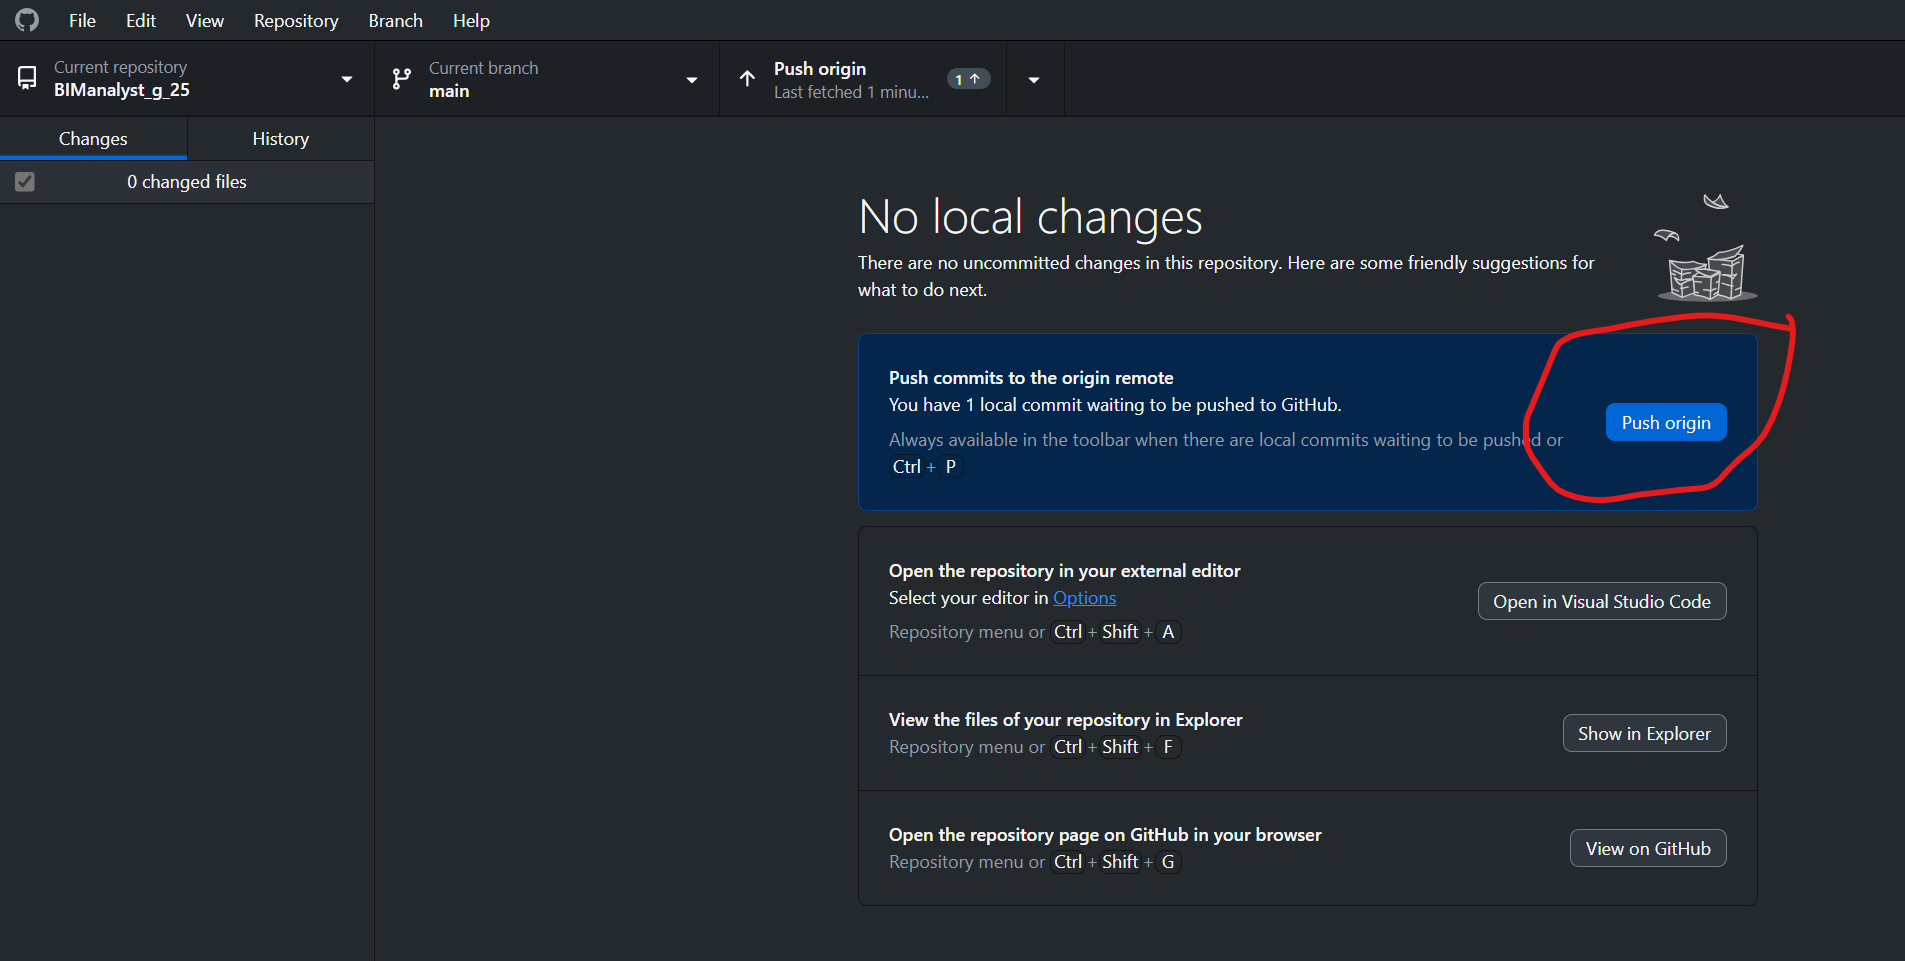 File Edit View Repository Branch Help
Current repository
BIManalyst_g_25
Current branch
main
Push origin
Last fetched 1 minu...
1
Changes History
0 changed files
No local changes
There are no uncommitted changes in this repository. Here are some friendly suggestions for
what to do next.
Push commits to the origin remote
You have 1 local commit waiting to be pushed to GitHub.
Always available in the toolbar when there are local commits waiting to be pushed or
Ctrl + P
Push origin
Open the repository in your external editor
Select your editor in Options
Repository menu or Ctrl + Shift + A
Open in Visual Studio Code
View the files of your repository in Explorer
Repository menu or Ctrl + Shift + F
Show in Explorer
Open the repository page on GitHub in your browser
Repository menu or Ctrl + Shift + G
View on GitHub